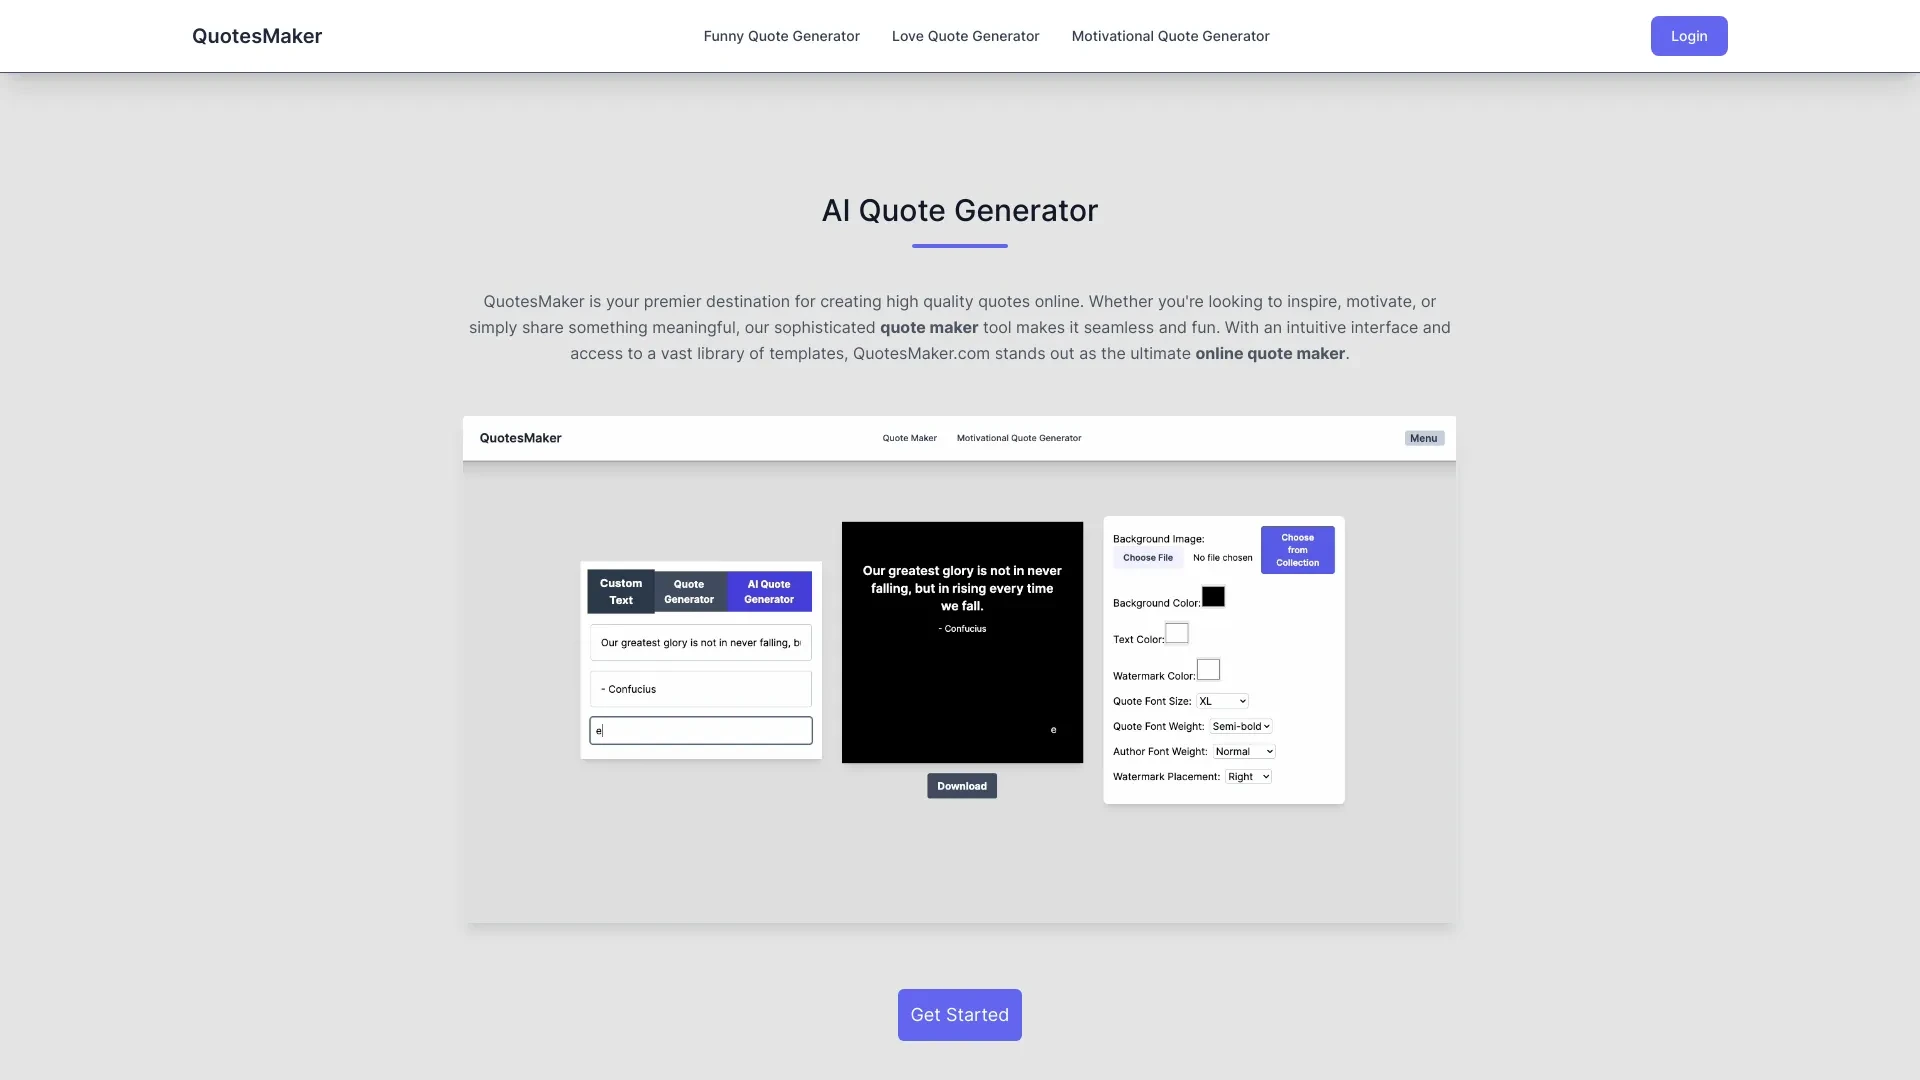 QuotesMaker
Funny Quote Generator
Love Quote Generator
Motivational Quote Generator
Login
AI Quote Generator
QuotesMaker is your premier destination for creating high quality quotes online. Whether you're looking to inspire, motivate, or
simply share something meaningful, our sophisticated quote maker tool makes it seamless and fun. With an intuitive interface and
access to a vast library of templates, QuotesMaker.com stands out as the ultimate online quote maker.
QuotesMaker
Quote Maker
Motivational Quote Generator
Menu
Custom
Text
Quote
Generator
AI Quote
Generator
Our greatest glory is not in never falling, bu
- Confucius
e
Our greatest glory is not in never
falling, but in rising every time
we fall.
- Confucius
e
Download
Background Image:
Choose File No file chosen
Choose
from
Collection
Background Color:
Text Color:
Watermark Color:
Quote Font Size: XL
Quote Font Weight: Semi-bold
Author Font Weight: Normal
Watermark Placement: Right
Get Started